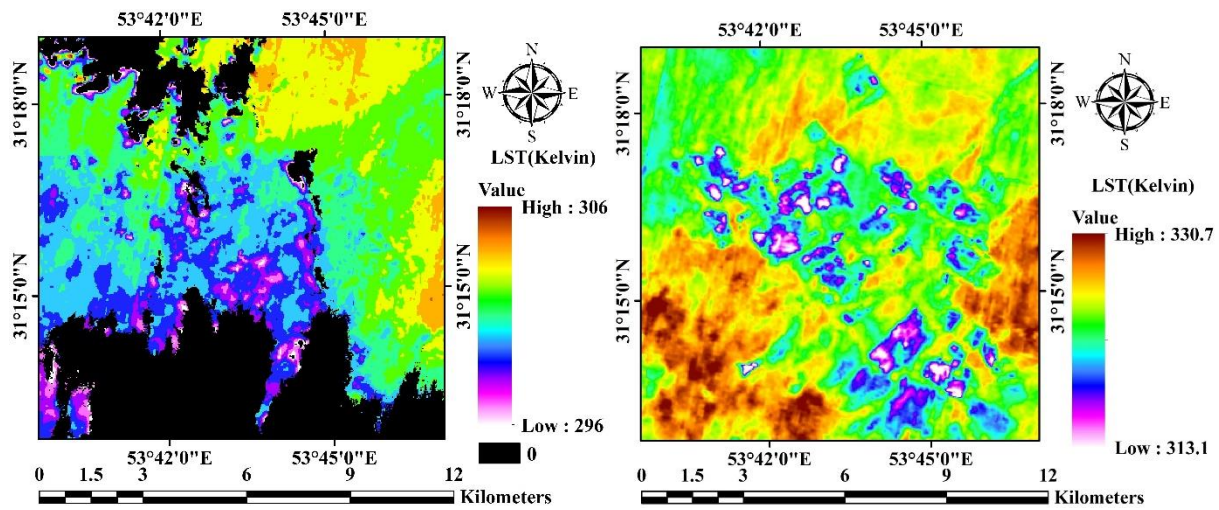 53°42'0"E 53°45'0"E
31°18'0"N 31°18'0"N
31°15'0"N 31°15'0"N
N
W E
S
LST(Kelvin)
Value
High : 306
Low : 296
0
53°42'0"E 53°45'0"E
0 1.5 3 6 9 12
Kilometers
53°42'0"E 53°45'0"E
31°18'0"N 31°18'0"N
31°15'0"N 31°15'0"N
N
W E
S
LST(Kelvin)
Value
High : 330.7
Low : 313.1
53°42'0"E 53°45'0"E
0 1.5 3 6 9 12
Kilometers